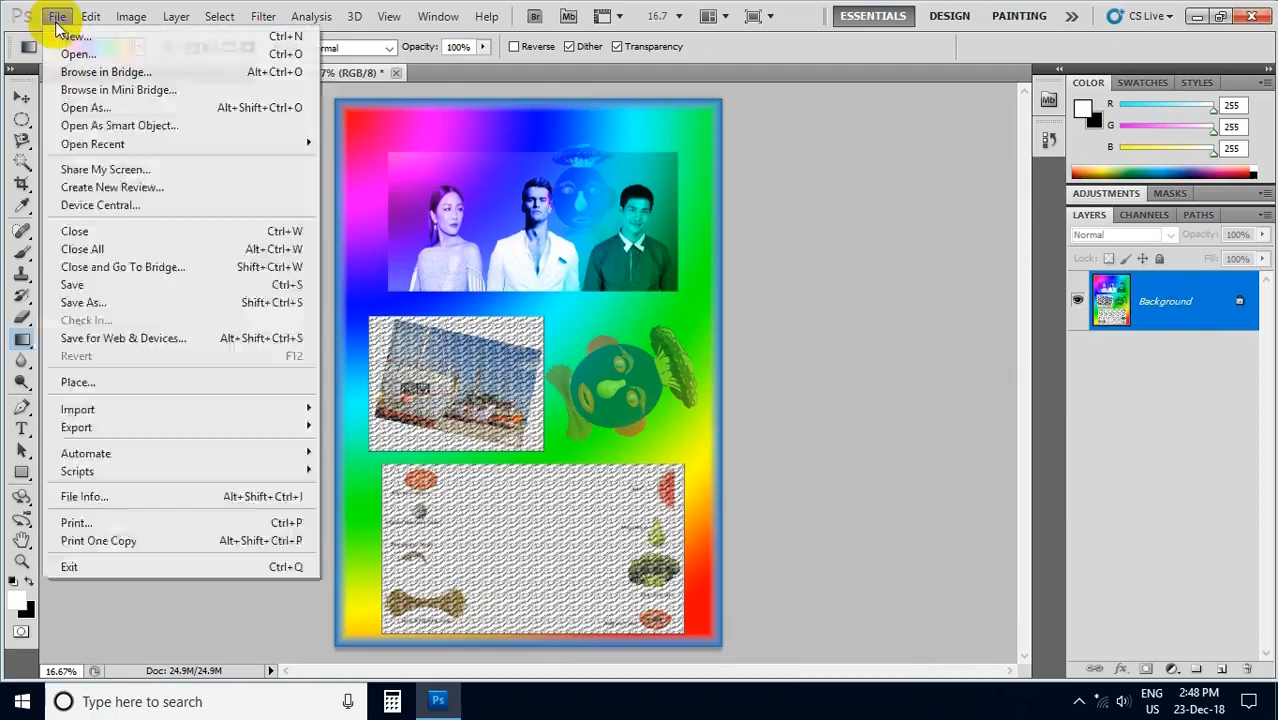 Ps File Edit Image Layer Select Filter Analysis 3D View Window Help Br Mb 16.7 ESSENTIALS DESIGN PAINTING CS Live
Opacity: 100% Reverse Dither Transparency
7% (RGB/8) *
New... Ctrl+N
Open... Ctrl+O
Browse in Bridge... Alt+Ctrl+O
Browse in Mini Bridge...
Open As... Alt+Shift+Ctrl+O
Open As Smart Object...
Open Recent
Share My Screen...
Create New Review...
Device Central...
Close Ctrl+W
Close All Alt+Ctrl+W
Close and Go To Bridge... Shift+Ctrl+W
Save Ctrl+S
Save As... Shift+Ctrl+S
Check In...
Save for Web & Devices... Alt+Shift+Ctrl+S
Revert F12
Place...
Import
Export
Automate
Scripts
File Info... Alt+Shift+Ctrl+I
Print... Ctrl+P
Print One Copy Alt+Shift+Ctrl+P
Exit Ctrl+Q
COLOR SWATCHES STYLES
R 255
G 255
B 255
ADJUSTMENTS MASKS
LAYERS CHANNELS PATHS
Normal Opacity: 100%
Lock: Fill: 100%
Background
16.67% Doc: 24.9M/24.9M
Type here to search Ps ENG US 2:48 PM 23-Dec-18